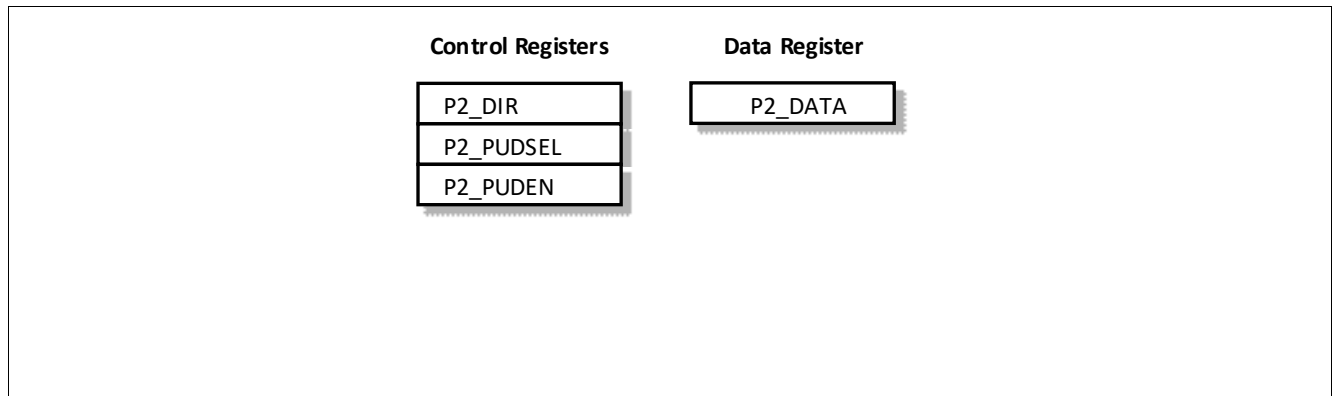 Control Registers
Data Register
P2_DIR
P2_DATA
P2_PUDSEL
P2_PUDEN